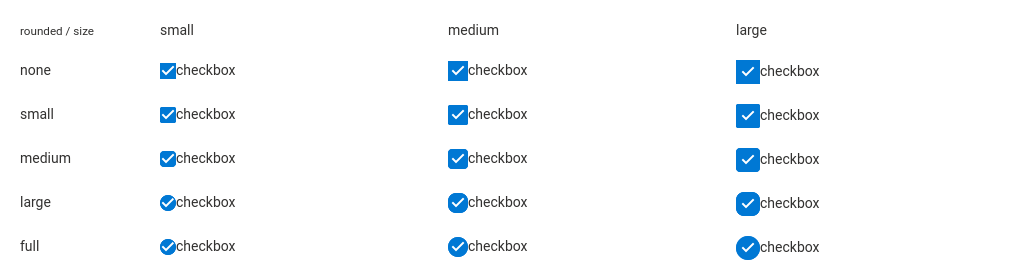 rounded / size small medium large
none checkbox checkbox checkbox
small checkbox checkbox checkbox
medium checkbox checkbox checkbox
large checkbox checkbox checkbox
full checkbox checkbox checkbox